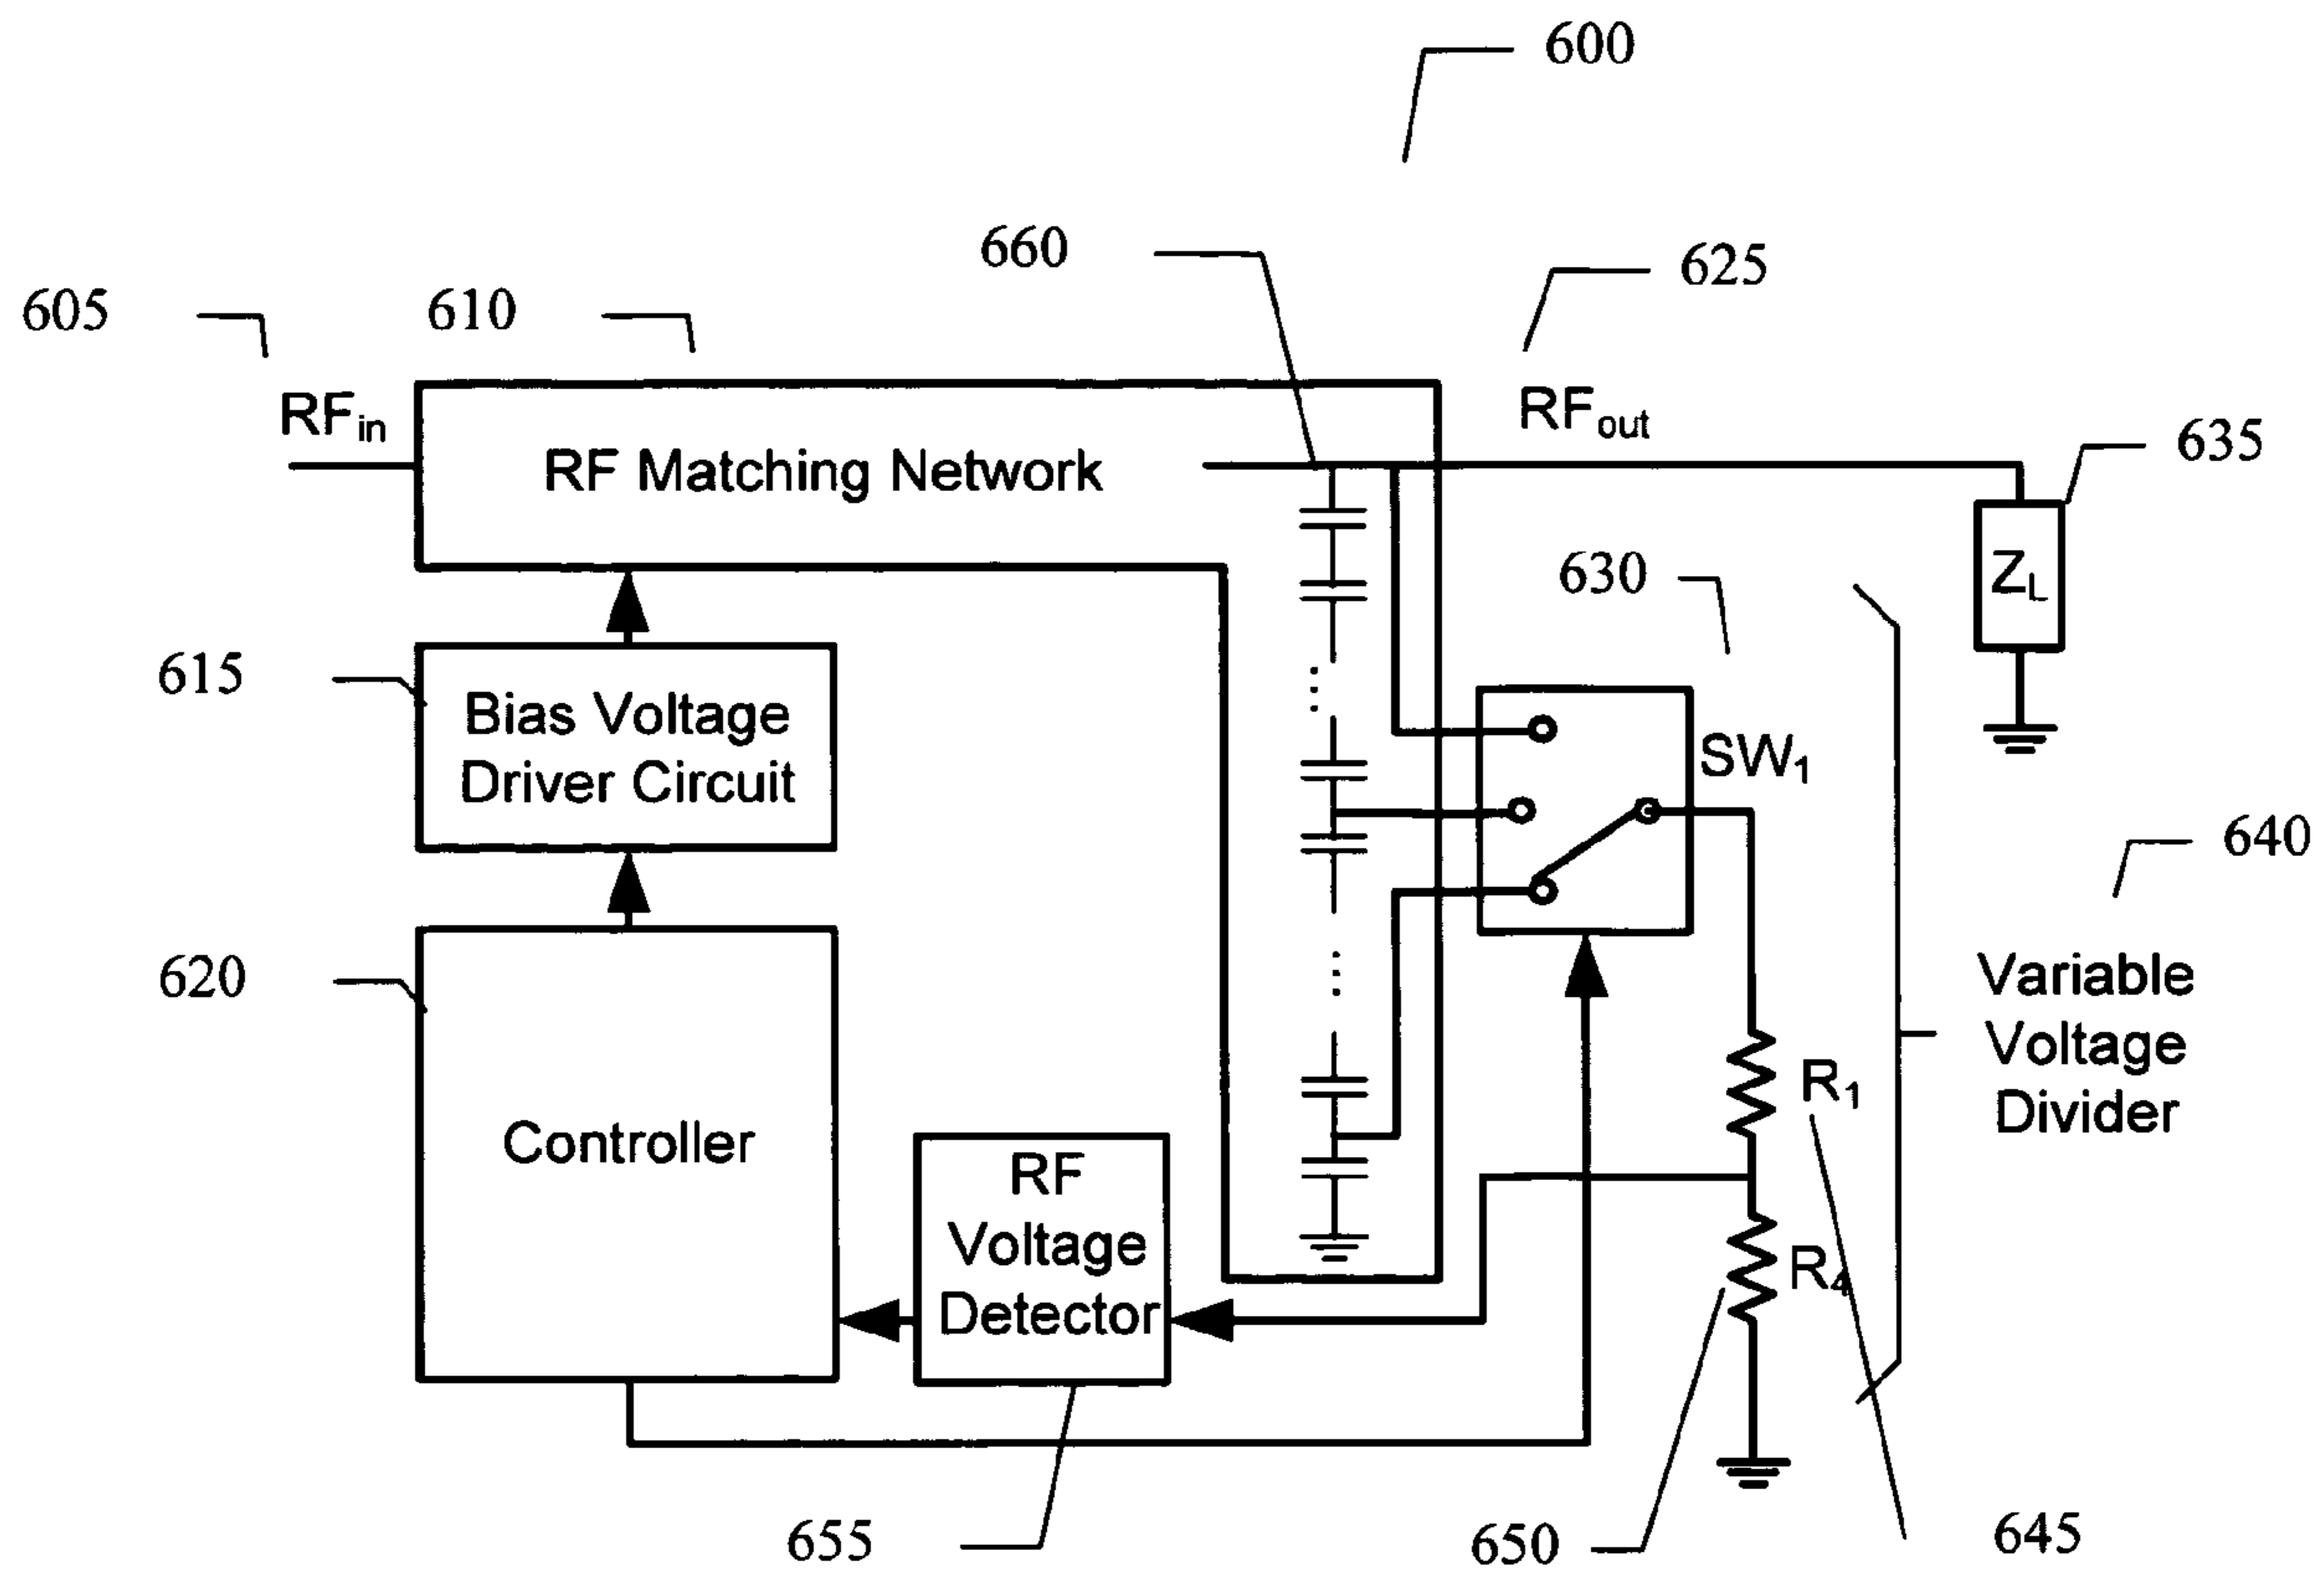 600
660
625
605
610
RFin
RFout
635
RF Matching Network
ZL
630
615
Bias Voltage
Driver Circuit
SW1
640
620
Variable
Voltage
Divider
Controller
R1
RF
Voltage
Detector
R4
655
650
645